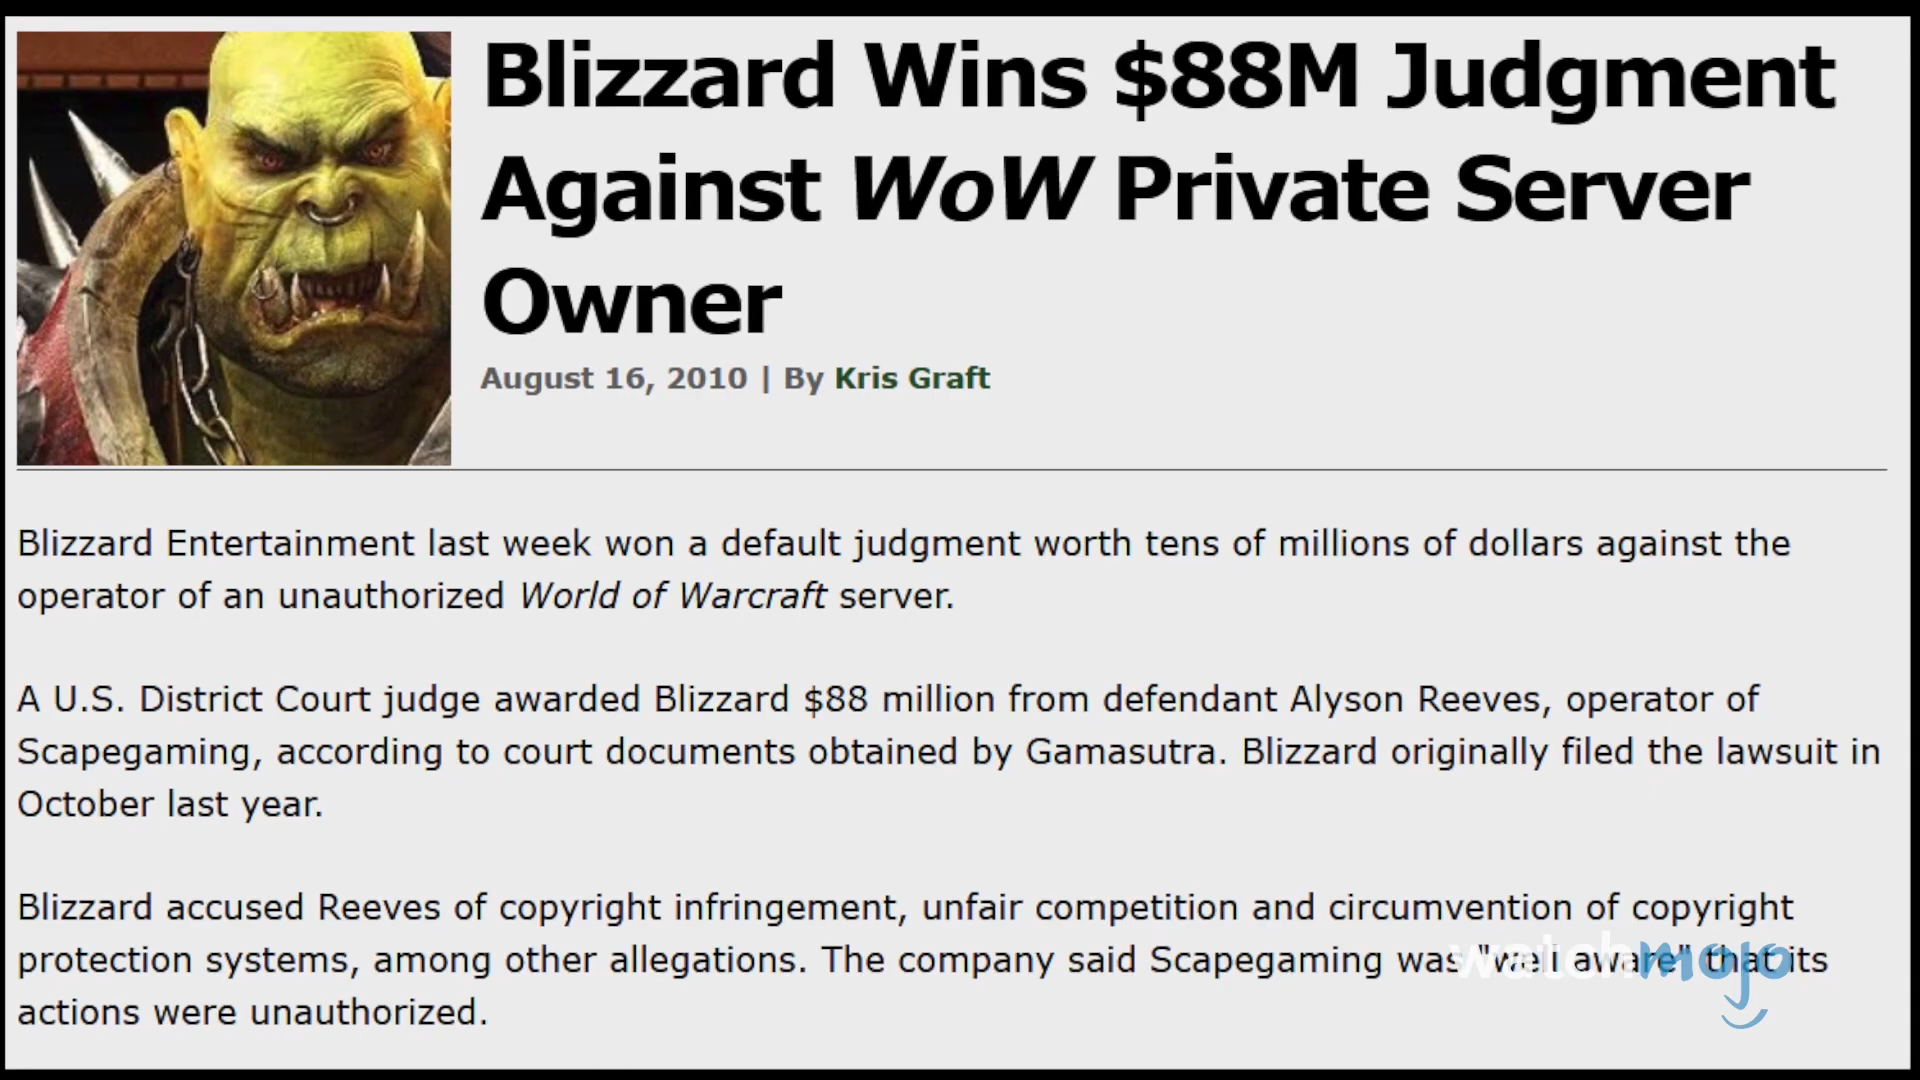 Blizzard Wins $88M Judgment
Against WoW Private Server
Owner
August 16, 2010 | By Kris Graft
Blizzard Entertainment last week won a default judgment worth tens of millions of dollars against the
operator of an unauthorized World of Warcraft server.
A U.S. District Court judge awarded Blizzard $88 million from defendant Alyson Reeves, operator of
Scapegaming, according to court documents obtained by Gamasutra. Blizzard originally filed the lawsuit in
October last year.
Blizzard accused Reeves of copyright infringement, unfair competition and circumvention of copyright
protection systems, among other allegations. The company said Scapegaming was "well aware" that its
actions were unauthorized.
watchmojo